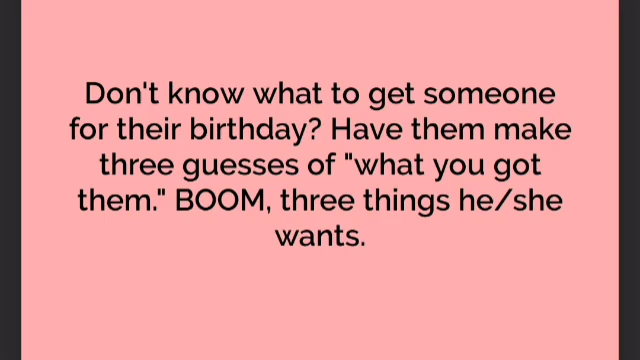 Don't know what to get someone
for their birthday? Have them make
three guesses of "what you got
them." BOOM, three things he/she
wants.